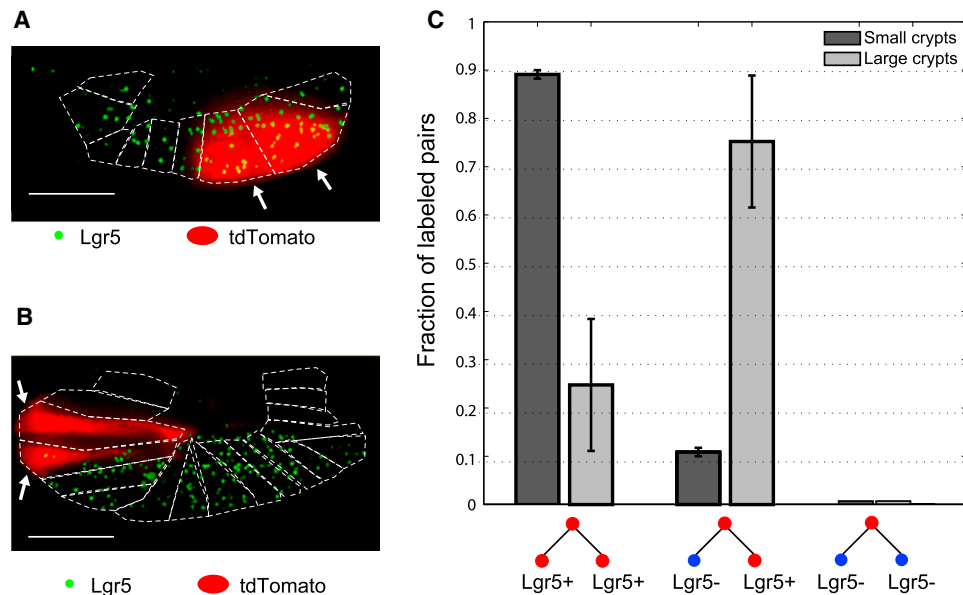 A
Lgr5 tdTomato
B
Lgr5 tdTomato
C
Fraction of labeled pairs
1
0.9
0.8
0.7
0.6
0.5
0.4
0.3
0.2
0.1
0
Small crypts
Large crypts
Lgr5+ Lgr5+ Lgr5- Lgr5+ Lgr5- Lgr5-